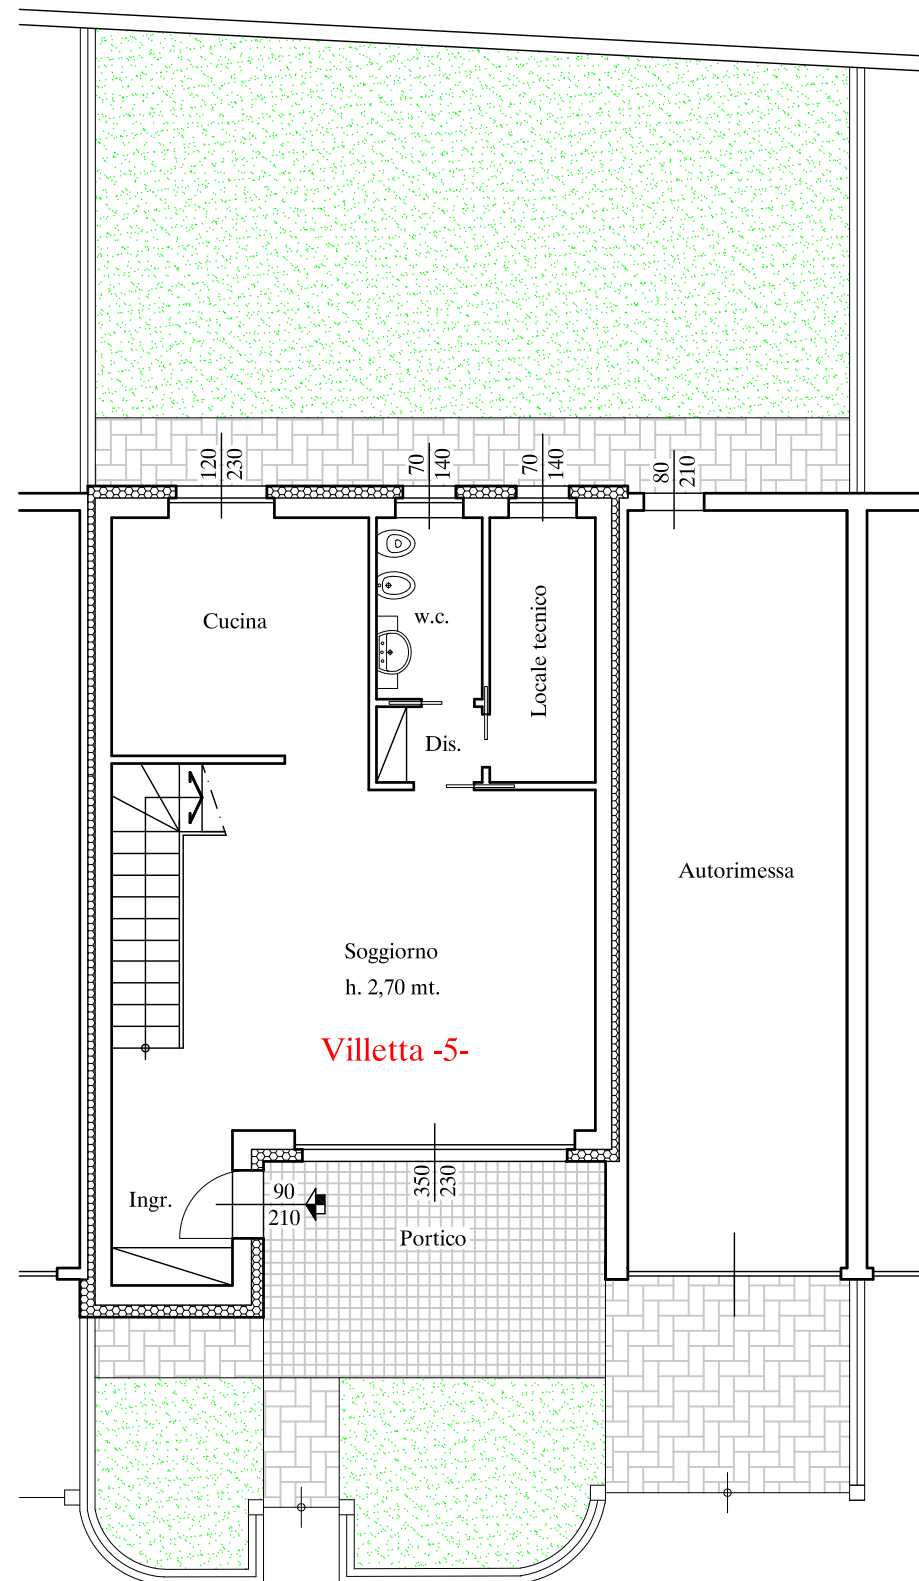 120
230
70
140
70
140
80
210
Cucina
w.c.
Locale tecnico
Dis.
Autorimessa
Soggiorno
h. 2,70 mt.
Villetta -5-
Ingr.
90
210
350
230
Portico